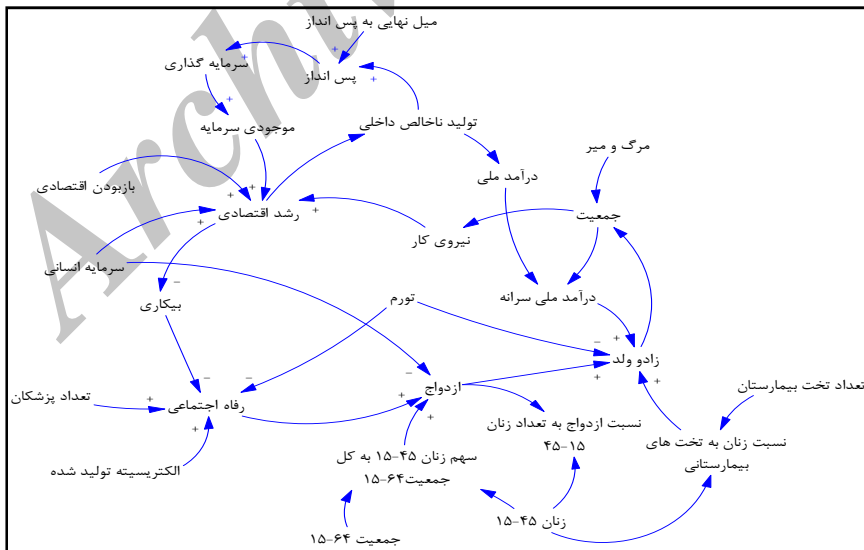 میل نهایی به پس انداز
سرمایه گذاری
پس انداز
موجودی سرمایه
تولید ناخالص داخلی
مرگ و میر
درآمد ملی
بازبودن اقتصادی
رشد اقتصادی
جمعیت
نیروی کار
سرمایه انسانی
درآمد ملی سرانه
تورم
بیکاری
زادو ولد
ازدواج
تعداد تخت بیمارستان
تعداد پزشکان
رفاه اجتماعی
نسبت ازدواج به تعداد زنان
۴۵-۱۵
نسبت زنان به تخت های
بیمارستانی
سهم زنان ۴۵-۱۵ به کل
جمعیت۶۴-۱۵
الکتریسیته تولید شده
زنان ۴۵-۱۵
جمعیت ۶۴-۱۵